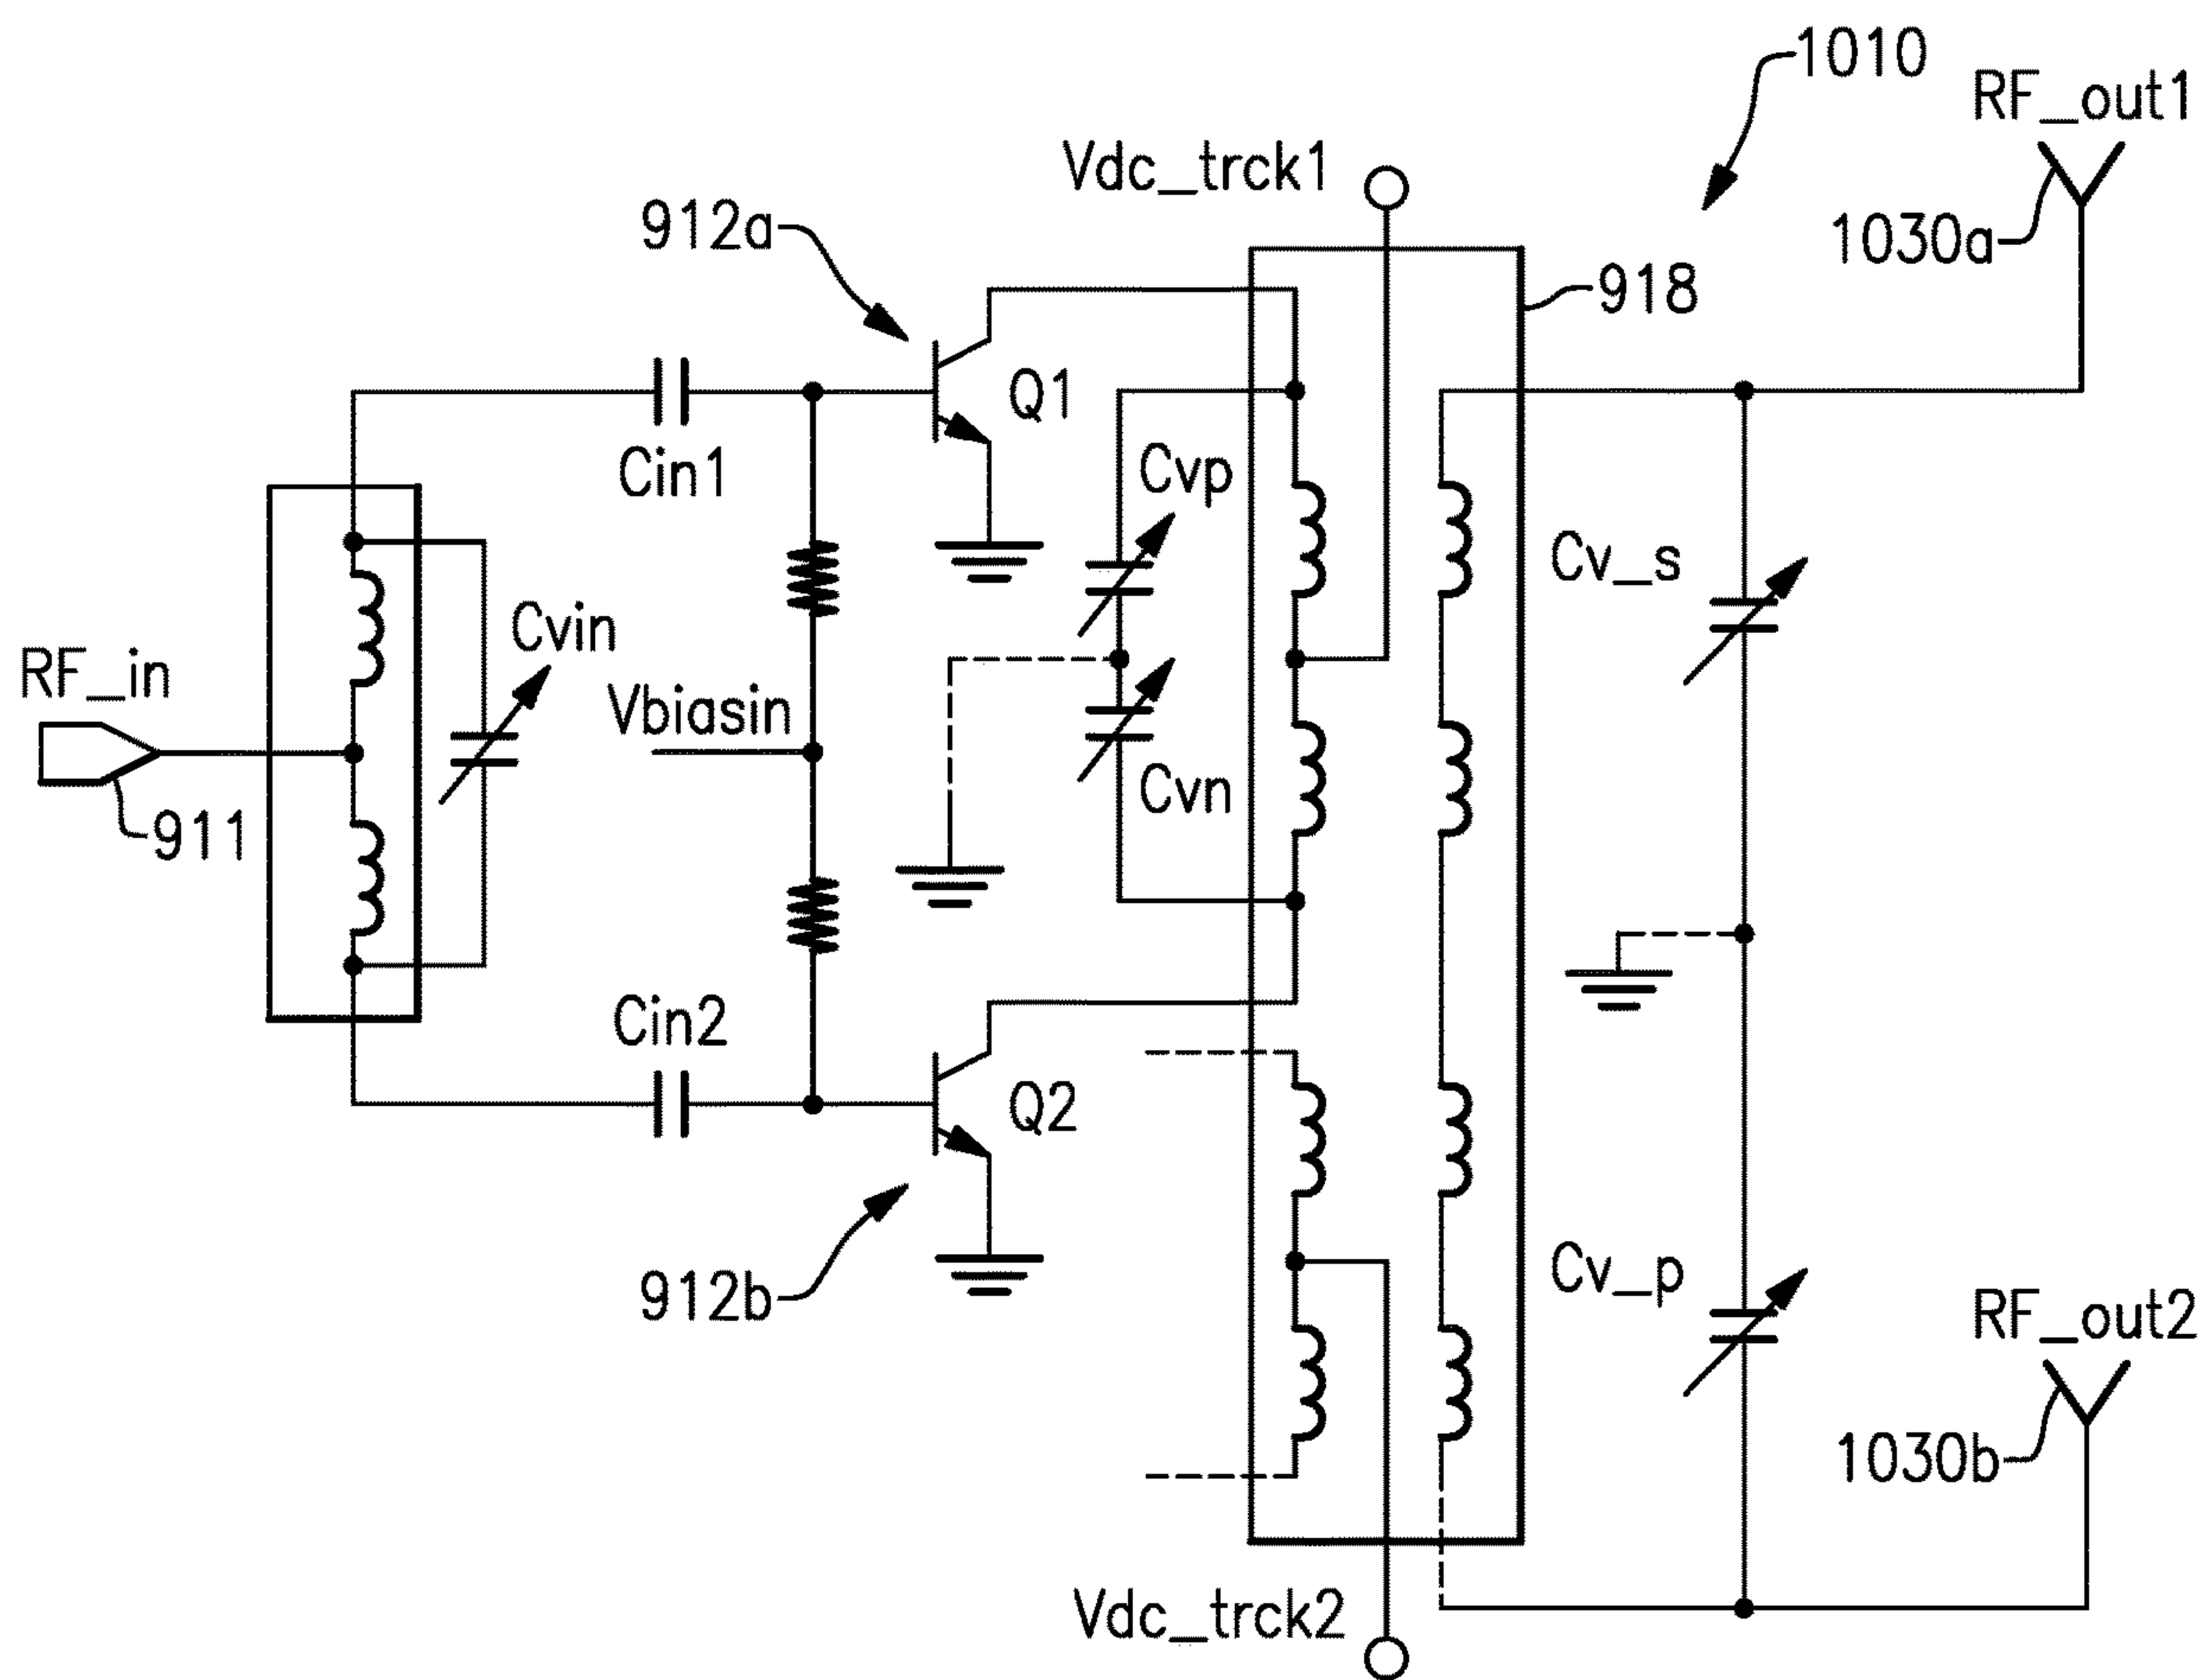 1010
RF_out1
Vdc_trck1
912a
1030a
918
Q1
Cin1
Cvp
Cv_s
Cvin
RF_in
Vbiasin
Cvn
911
Cin2
Q2
912b
Cv_p
RF_out2
1030b
Vdc_trck2